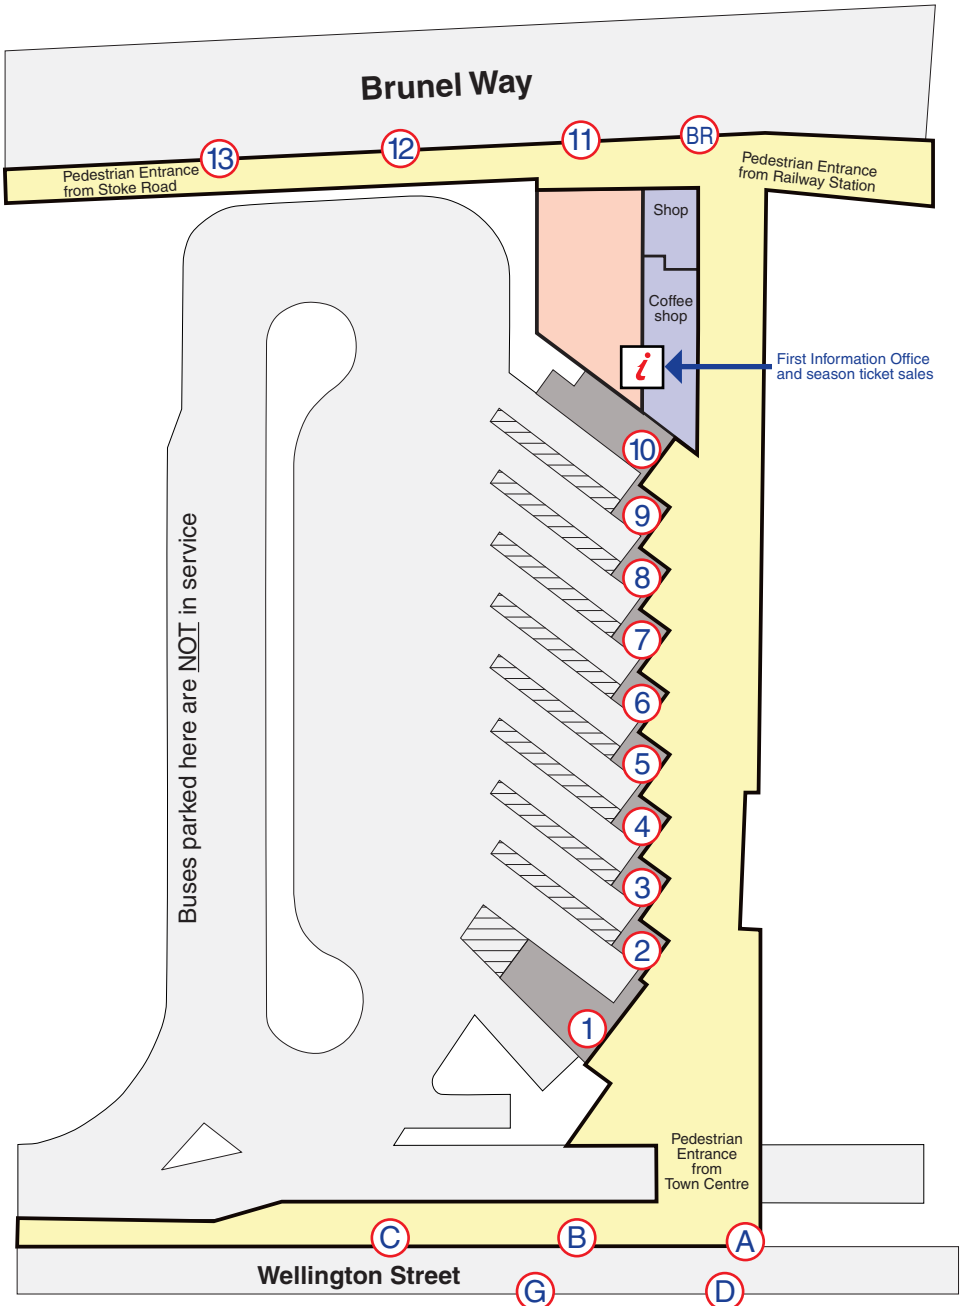 Brunel Way
BR
11
12
13
Pedestrian Entrance
from Stoke Road
Pedestrian Entrance
from Railway Station
Shop
Coffee
shop
i
First Information Office
and season ticket sales
10
9
8
7
6
5
4
3
2
1
Buses parked here are NOT in service
Pedestrian
Entrance
from
Town Centre
C
B
A
Wellington Street
G
D